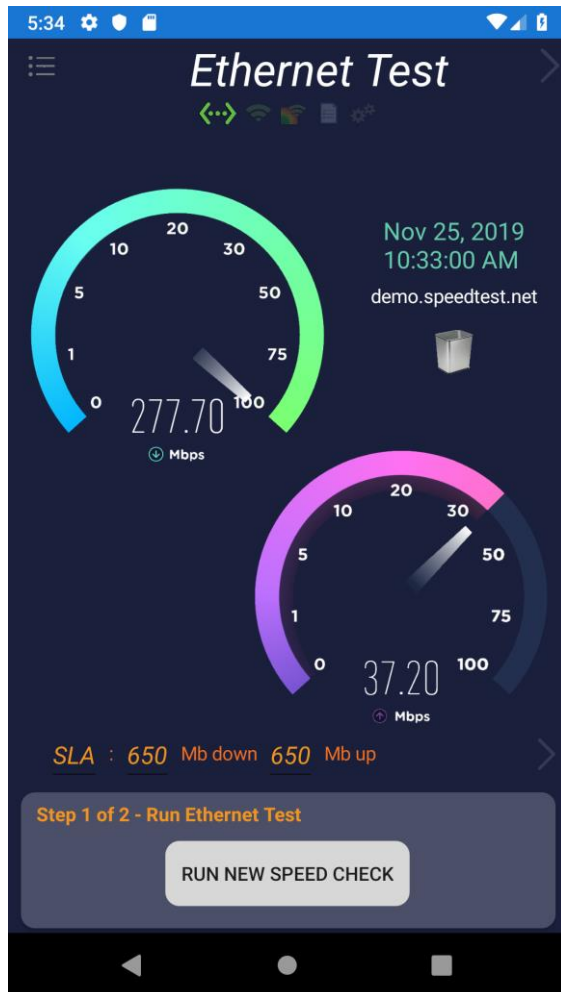 5:34
Ethernet Test
0 1 5 10 20 30 50 75 100
277.70
Mbps
Nov 25, 2019
10:33:00 AM
demo.speedtest.net
0 1 5 10 20 30 50 75 100
37.20
Mbps
SLA : 650 Mb down 650 Mb up
Step 1 of 2 - Run Ethernet Test
RUN NEW SPEED CHECK